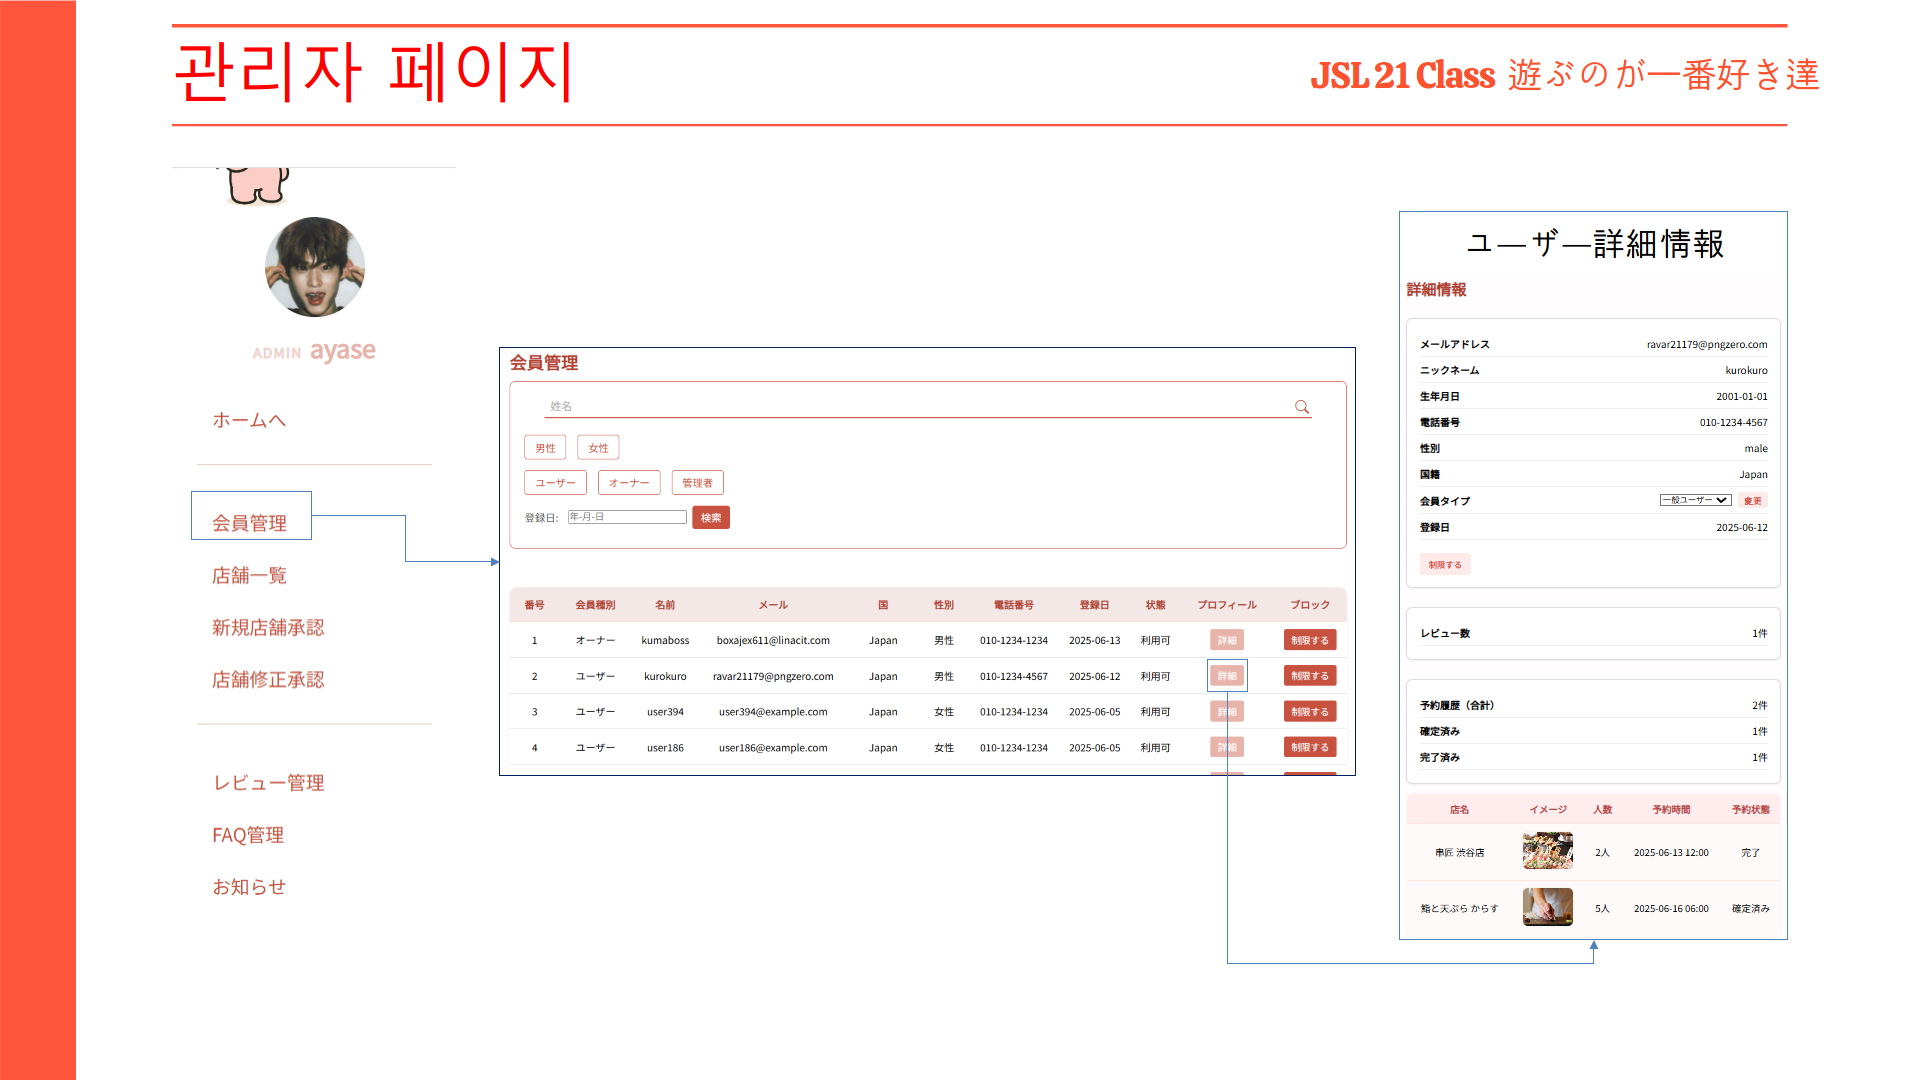 관리자 페이지
JSL 21 Class 遊ぶのが一番好き達
ADMIN ayase
ホームへ
会員管理
店舗一覧
新規店舗承認
店舗修正承認
レビュー管理
FAQ管理
お知らせ
会員管理
姓名
男性 女性
ユーザー オーナー 管理者
登録日: 年-月-日 検索
番号 会員種別 名前 メール 国 性別 電話番号 登録日 状態 プロフィール ブロック
1 オーナー kumaboss boxajex611@linacit.com Japan 男性 010-1234-1234 2025-06-13 利用可 詳細 制限する
2 ユーザー kurokuro ravar21179@pngzero.com Japan 男性 010-1234-4567 2025-06-12 利用可 詳細 制限する
3 ユーザー user394 user394@example.com Japan 女性 010-1234-1234 2025-06-05 利用可 詳細 制限する
4 ユーザー user186 user186@example.com Japan 女性 010-1234-1234 2025-06-05 利用可 詳細 制限する
ユーザー詳細情報
詳細情報
メールアドレス ravar21179@pngzero.com
ニックネーム kurokuro
生年月日 2001-01-01
電話番号 010-1234-4567
性別 male
国籍 Japan
会員タイプ 一般ユーザー 変更
登録日 2025-06-12
制限する
レビュー数 1件
予約履歴（合計） 2件
確定済み 1件
完了済み 1件
店名 イメージ 人数 予約時間 予約状態
串匠 渋谷店 2人 2025-06-13 12:00 完了
鮨と天ぷら からす 5人 2025-06-16 06:00 確定済み